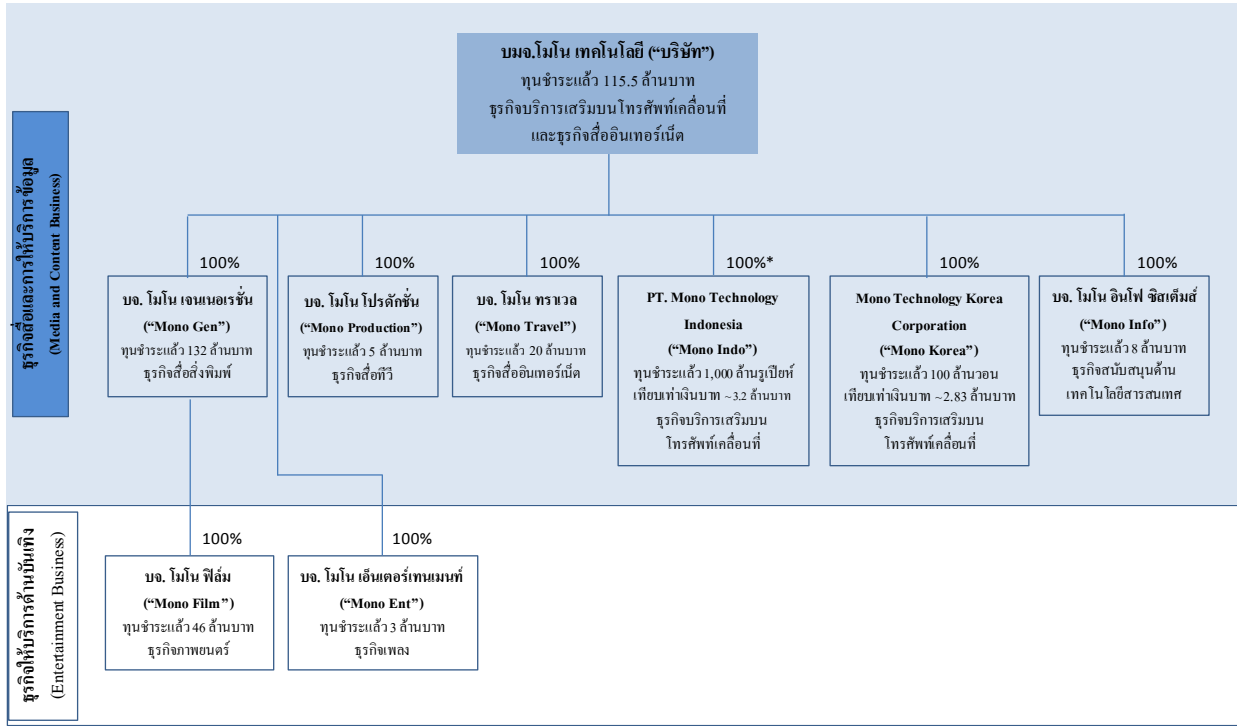 บมจ.โมโน เทคโนโลยี (“บริษัท”)
ทุนชำระแล้ว 115.5 ล้านบาท
ธุรกิจบริการเสริมบนโทรศัพท์เคลื่อนที่
และธุรกิจสื่ออินเทอร์เน็ต
ธุรกิจสื่อและการให้บริการข้อมูล
(Media and Content Business)
100%
บจ. โมโน เจนเนอเรชั่น
(“Mono Gen”)
ทุนชำระแล้ว 132 ล้านบาท
ธุรกิจสื่อสิ่งพิมพ์
100%
บจ. โมโน โปรดักชั่น
(“Mono Production”)
ทุนชำระแล้ว 5 ล้านบาท
ธุรกิจสื่อทีวี
100%
บจ. โมโน ทราเวล
(“Mono Travel”)
ทุนชำระแล้ว 20 ล้านบาท
ธุรกิจสื่ออินเตอร์เน็ต
100%*
PT. Mono Technology
Indonesia
(“Mono Indo”)
ทุนชำระแล้ว 1,000 ล้านรูเปียห์
เทียบเท่าเงินบาท ~3.2 ล้านบาท
ธุรกิจบริการเสริมบน
โทรศัพท์เคลื่อนที่
100%
Mono Technology Korea
Corporation
(“Mono Korea”)
ทุนชำระแล้ว 100 ล้านวอน
เทียบเท่าเงินบาท ~2.83 ล้านบาท
ธุรกิจบริการเสริมบน
โทรศัพท์เคลื่อนที่
100%
บจ. โมโน อินโฟ ซิสเต็มส์
(“Mono Info”)
ทุนชำระแล้ว 8 ล้านบาท
ธุรกิจสนับสนุนด้าน
เทคโนโลยีสารสนเทศ
ธุรกิจให้บริการด้านบันเทิง
(Entertainment Business)
100%
บจ. โมโน ฟิล์ม
(“Mono Film”)
ทุนชำระแล้ว 46 ล้านบาท
ธุรกิจภาพยนตร์
100%
บจ. โมโน เอ็นเตอร์เทนเมนท์
(“Mono Ent”)
ทุนชำระแล้ว 3 ล้านบาท
ธุรกิจเพลง